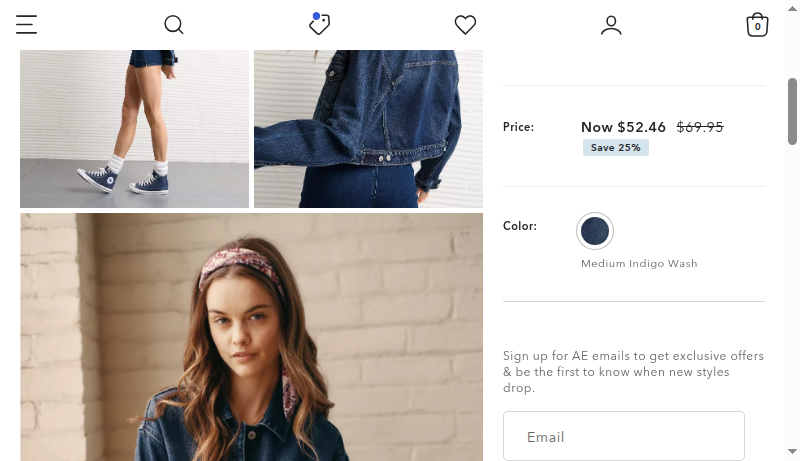 0
Price:
Now $52.46 $69.95
Save 25%
Color:
Medium Indigo Wash
Sign up for AE emails to get exclusive offers
& be the first to know when new styles
drop.
Email